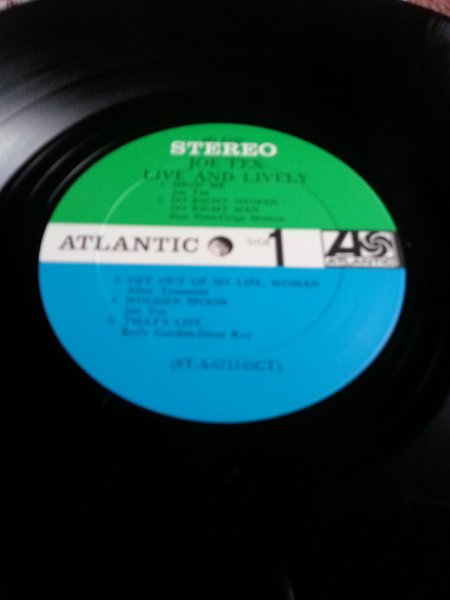 STEREO
JOE TEX
LIVE AND LIVELY
1. SHOW ME
Joe Tex
2. DO RIGHT WOMAN
DO RIGHT MAN
Dan Penn-Chips Moman
ATLANTIC SIDE 1 ATLANTIC
3. GET OUT OF MY LIFE, WOMAN
Allen Toussaint
4. WOODEN SPOON
Joe Tex
5. THAT'S LIFE
Kelly Gordon-Dean Kay
(ST-A-671145CT)